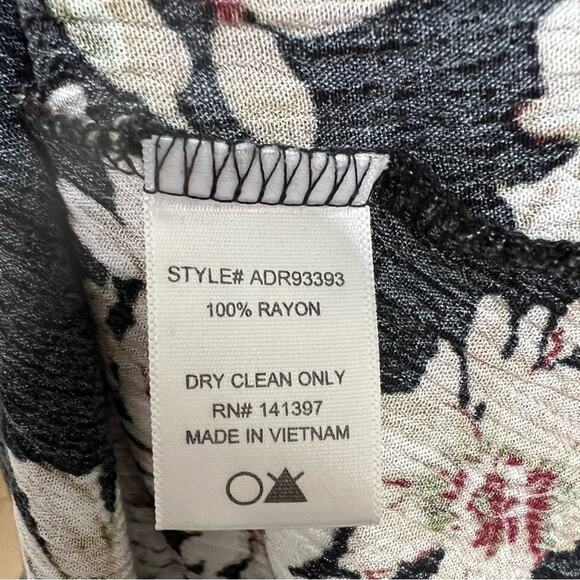 STYLE# ADR93393
100% RAYON
DRY CLEAN ONLY
RN# 141397
MADE IN VIETNAM